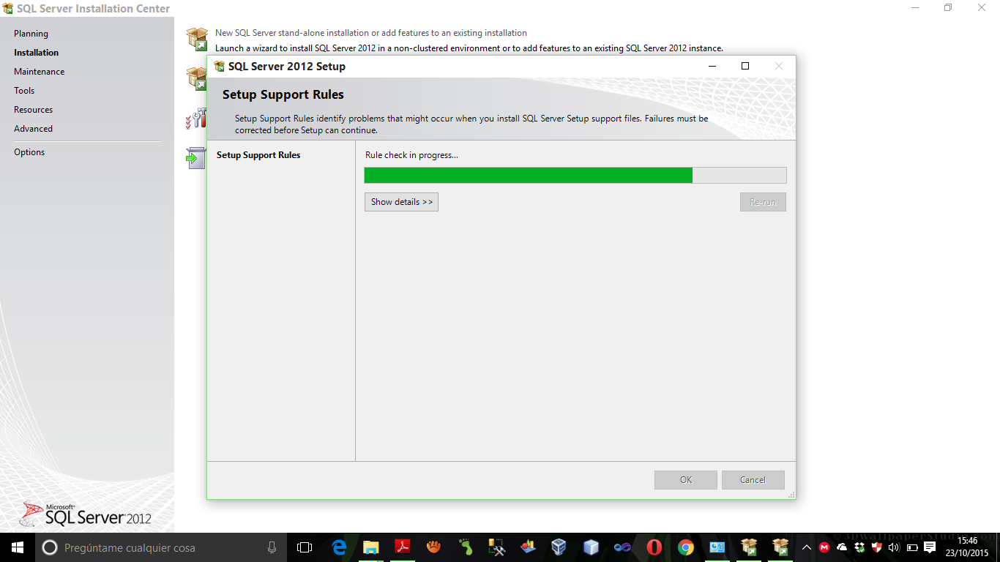 SQL Server Installation Center
Planning
Installation
Maintenance
Tools
Resources
Advanced
Options
New SQL Server stand-alone installation or add features to an existing installation
Launch a wizard to install SQL Server 2012 in a non-clustered environment or to add features to an existing SQL Server 2012 instance.
SQL Server 2012 Setup
Setup Support Rules
Setup Support Rules identify problems that might occur when you install SQL Server Setup support files. Failures must be
corrected before Setup can continue.
Setup Support Rules
Rule check in progress...
Show details >>
Re-run
OK
Cancel
Microsoft®
SQL Server® 2012
Pregúntame cualquier cosa
© 3DWallpaperStudio.com
15:46
23/10/2015